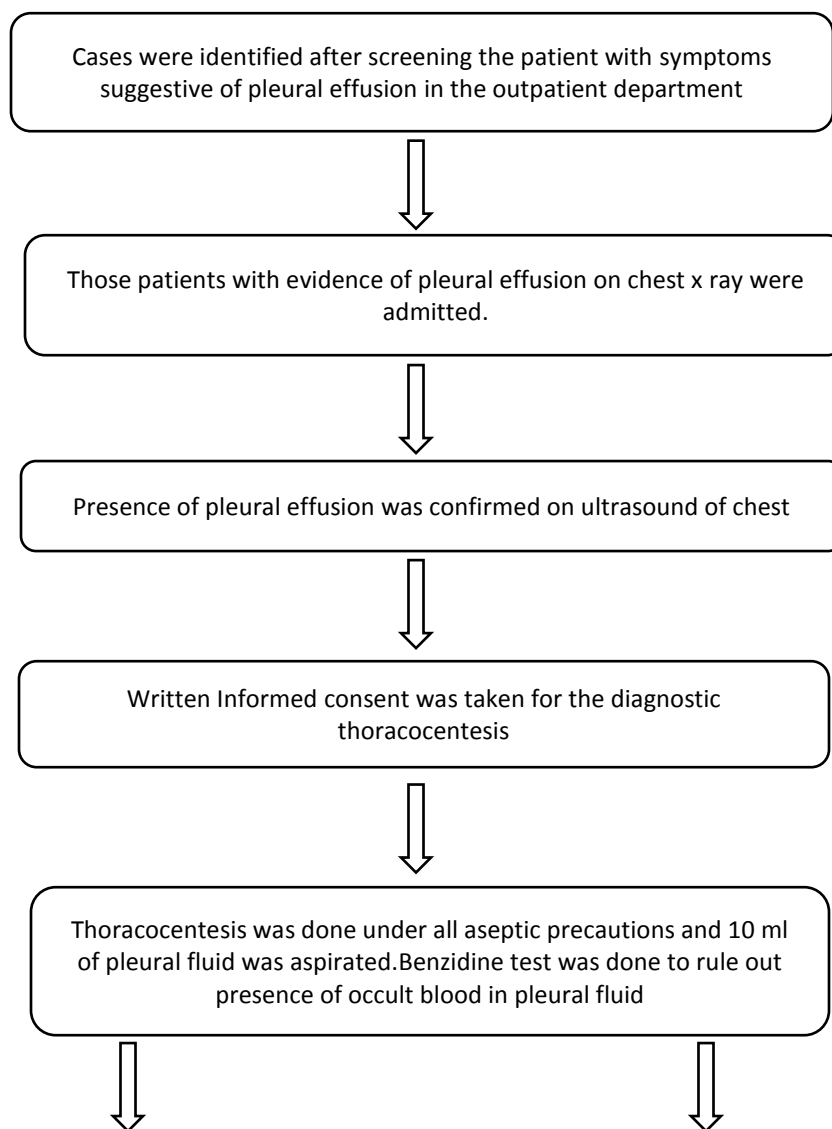 Cases were identified after screening the patient with symptoms
suggestive of pleural effusion in the outpatient department
Those patients with evidence of pleural effusion on chest x ray were
admitted.
Presence of pleural effusion was confirmed on ultrasound of chest
Written Informed consent was taken for the diagnostic
thoracocentesis
Thoracocentesis was done under all aseptic precautions and 10 ml
of pleural fluid was aspirated.Benzidine test was done to rule out
presence of occult blood in pleural fluid